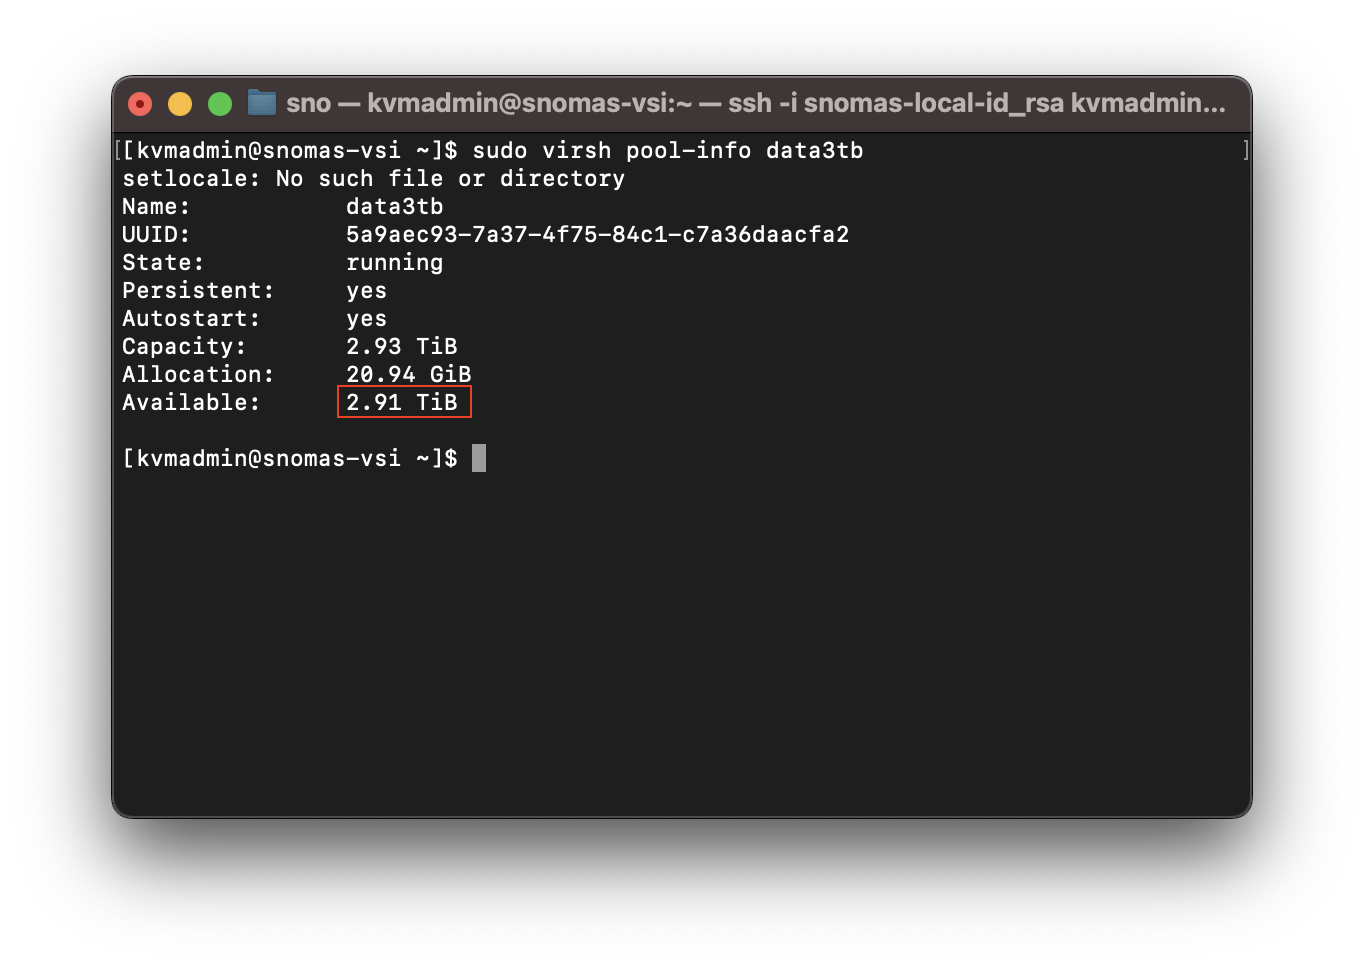 sno — kvmadmin@snomas-vsi:~ — ssh -i snomas-local-id_rsa kvmadmin...
[[kvmadmin@snomas-vsi ~]$ sudo virsh pool-info data3tb ]
setlocale: No such file or directory
Name: data3tb
UUID: 5a9aec93-7a37-4f75-84c1-c7a36daacfa2
State: running
Persistent: yes
Autostart: yes
Capacity: 2.93 TiB
Allocation: 20.94 GiB
Available: 2.91 TiB
[kvmadmin@snomas-vsi ~]$